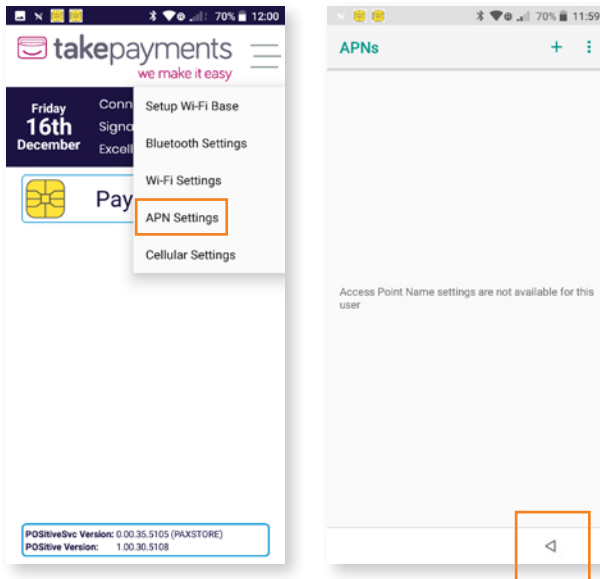 70% 12:00
takepayments
we make it easy
Friday
16th
December
Conn
Signa
Excell
Setup Wi-Fi Base
Bluetooth Settings
Wi-Fi Settings
APN Settings
Cellular Settings
Pay
POSitiveSvc Version: 0.00.35.5105 (PAXSTORE)
POSitive Version: 1.00.30.5108
70% 11:59
APNs
Access Point Name settings are not available for this
user